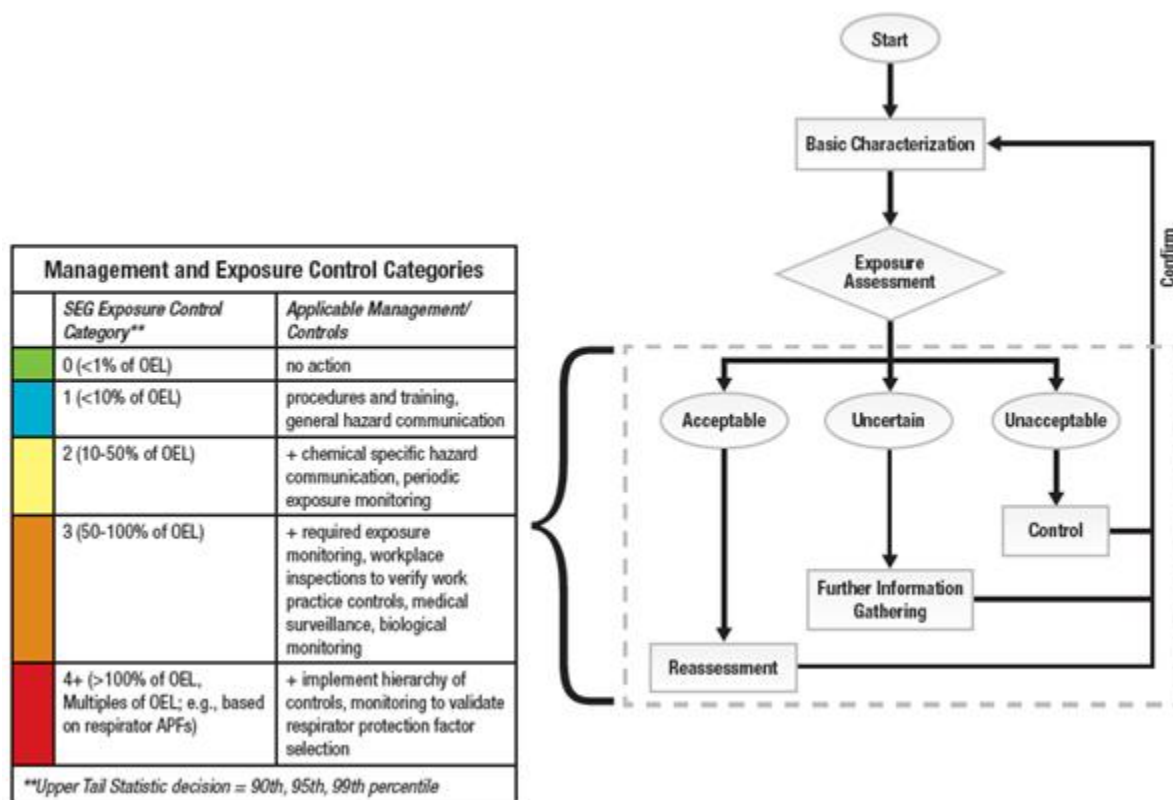 Start
Basic Characterization
Exposure
Assessment
Confirm
Acceptable
Uncertain
Unacceptable
Control
Further Information
Gathering
Reassessment
Management and Exposure Control Categories
SEG Exposure Control
Category**
Applicable Management/
Controls
0 (<1% of OEL)
no action
1 (<10% of OEL)
procedures and training,
general hazard communication
2 (10-50% of OEL)
+ chemical specific hazard
communication, periodic
exposure monitoring
3 (50-100% of OEL)
+ required exposure
monitoring, workplace
inspections to verify work
practice controls, medical
surveillance, biological
monitoring
4+ (>100% of OEL,
Multiples of OEL; e.g., based
on respirator APFs)
+ implement hierarchy of
controls, monitoring to validate
respirator protection factor
selection
**Upper Tail Statistic decision = 90th, 95th, 99th percentile